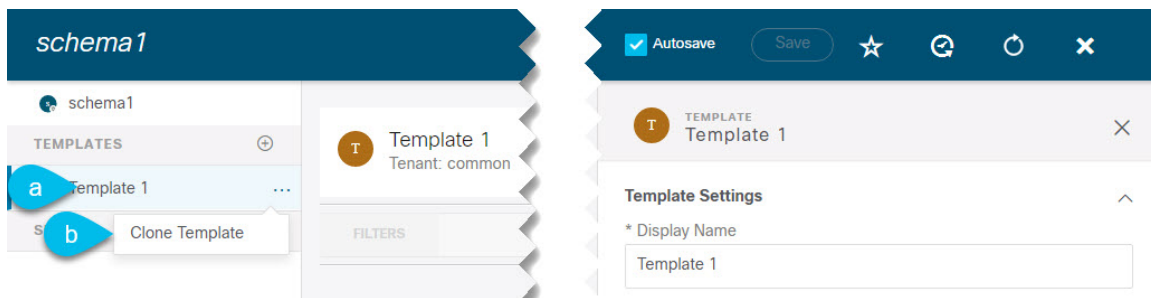 schema1
Autosave
Save
schema1
TEMPLATES
Template 1
Clone Template
a
b
S
T
Template 1
Tenant: common
FILTERS
T
TEMPLATE
Template 1
Template Settings
* Display Name
Template 1